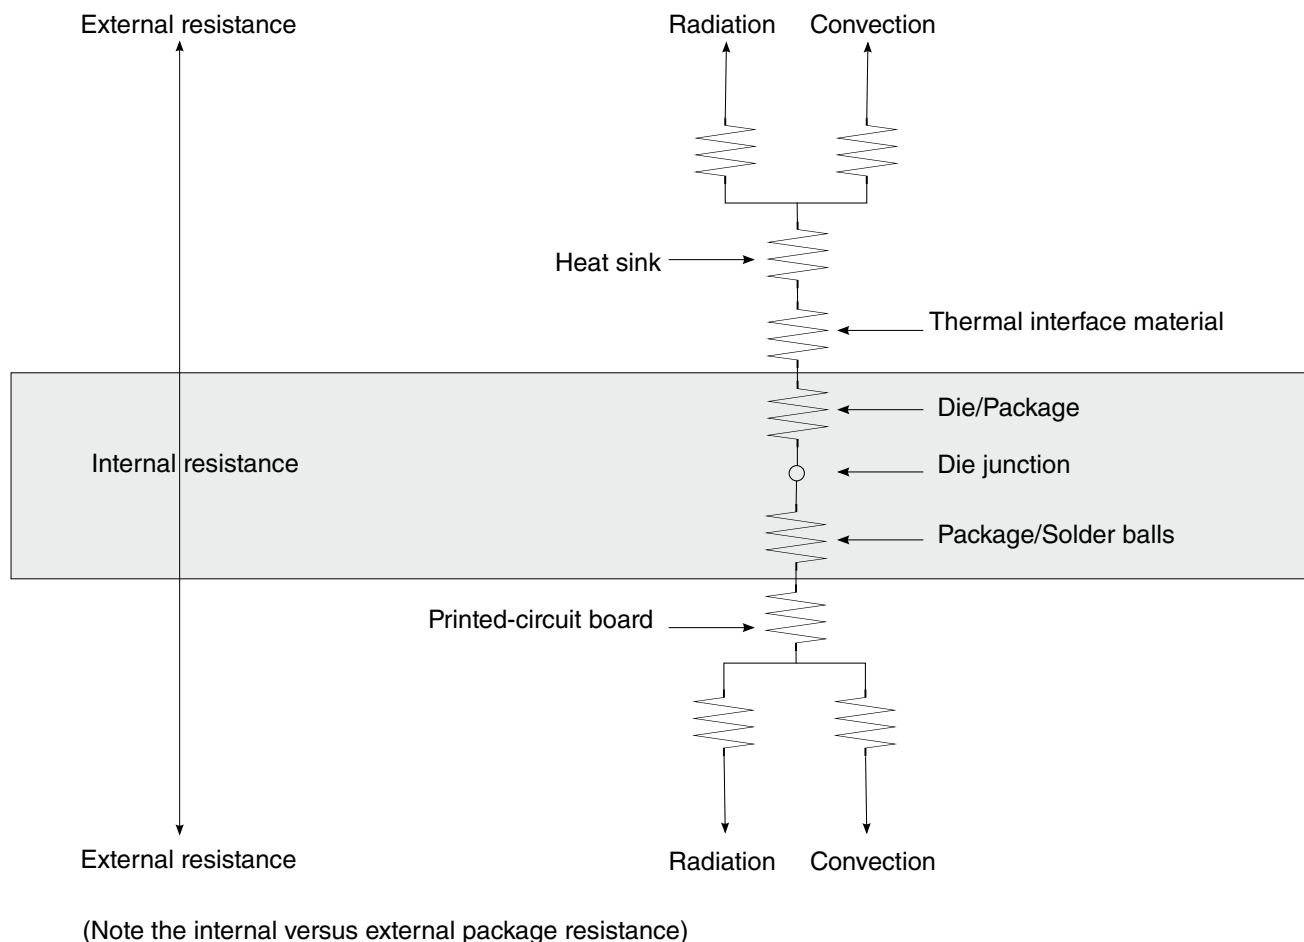 External resistance
Radiation
Convection
Heat sink
Thermal interface material
Die/Package
Internal resistance
Die junction
Package/Solder balls
Printed-circuit board
External resistance
Radiation
Convection
(Note the internal versus external package resistance)